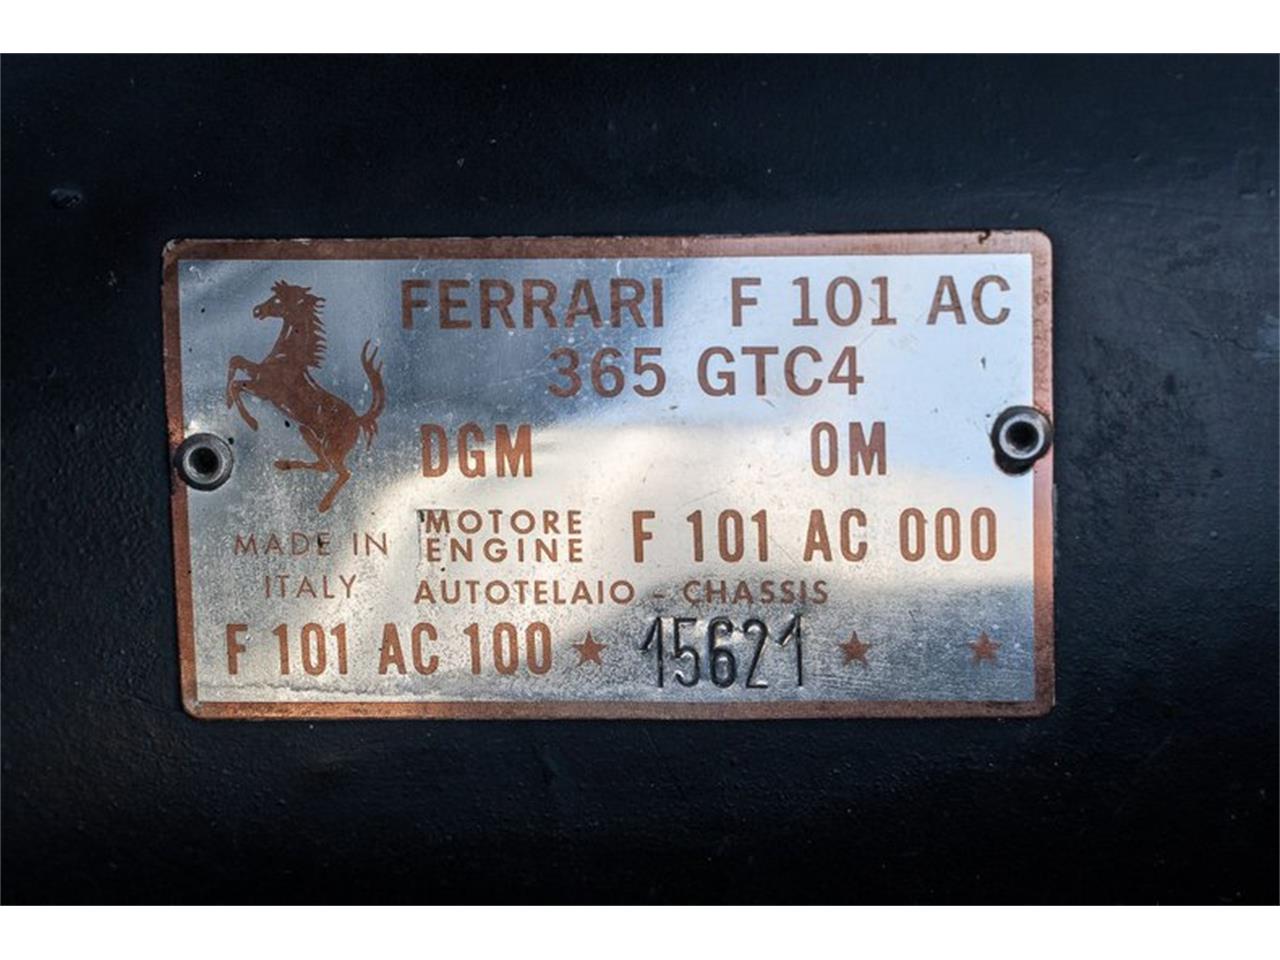 FERRARI F 101 AC
365 GTC4
DGM OM
MOTORE
ENGINE F 101 AC 000
MADE IN
ITALY
AUTOTELAIO - CHASSIS
F 101 AC 100 ★ 15621 ★ ★